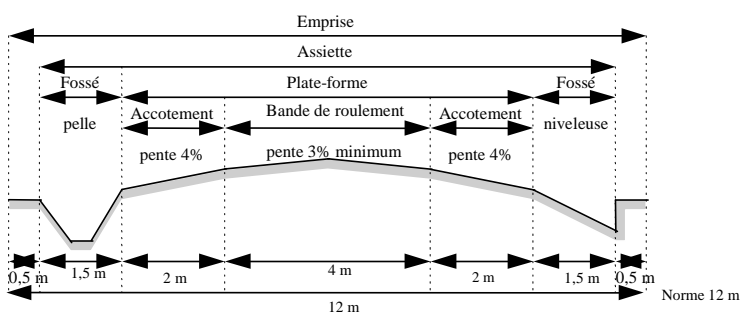 Emprise
Assiette
Fossé Plate-forme Fossé
Accotement Bande de roulement Accotement
pelle niveleuse
pente 4% pente 3% minimum pente 4%
0,5 m 1,5 m 2 m 4 m 2 m 1,5 m 0,5 m
12 m Norme 12 m